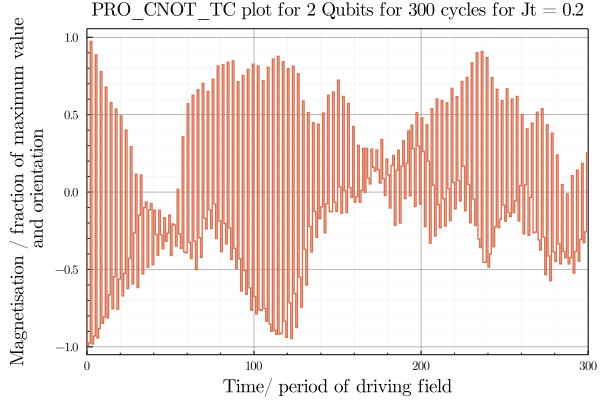 PRO_CNOT_TC plot for 2 Qubits for 300 cycles for Jt = 0.2
Magnetisation / fraction of maximum value
and orientation
1.0
0.5
0.0
−0.5
−1.0
0
100
200
300
Time/ period of driving field